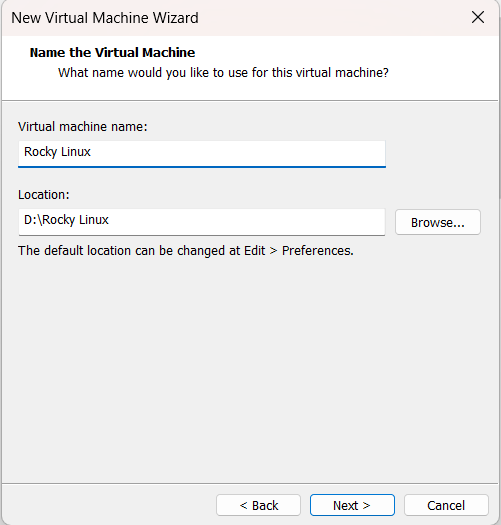 New Virtual Machine Wizard
Name the Virtual Machine
What name would you like to use for this virtual machine?
Virtual machine name:
Rocky Linux
Location:
D:\Rocky Linux
Browse...
The default location can be changed at Edit > Preferences.
< Back
Next >
Cancel